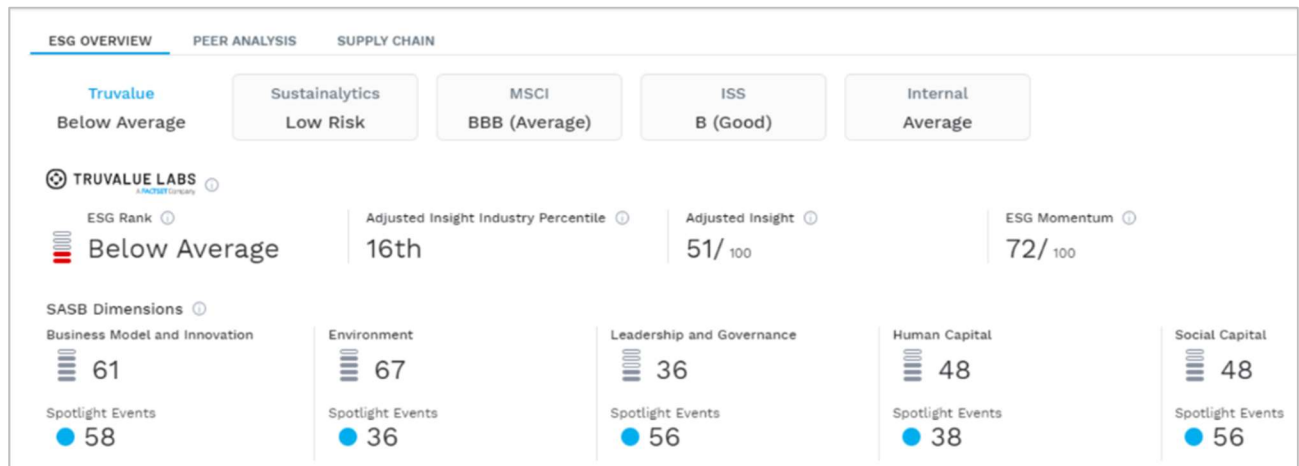 ESG OVERVIEW PEER ANALYSIS SUPPLY CHAIN
Truvalue Sustainalytics MSCI ISS Internal
Below Average Low Risk BBB (Average) B (Good) Average
TRUVALUE LABS
A FACTSET Company
ESG Rank Adjusted Insight Industry Percentile Adjusted Insight ESG Momentum
Below Average 16th 51/ 100 72/ 100
SASB Dimensions
Business Model and Innovation Environment Leadership and Governance Human Capital Social Capital
61 67 36 48 48
Spotlight Events Spotlight Events Spotlight Events Spotlight Events Spotlight Events
58 36 56 38 56